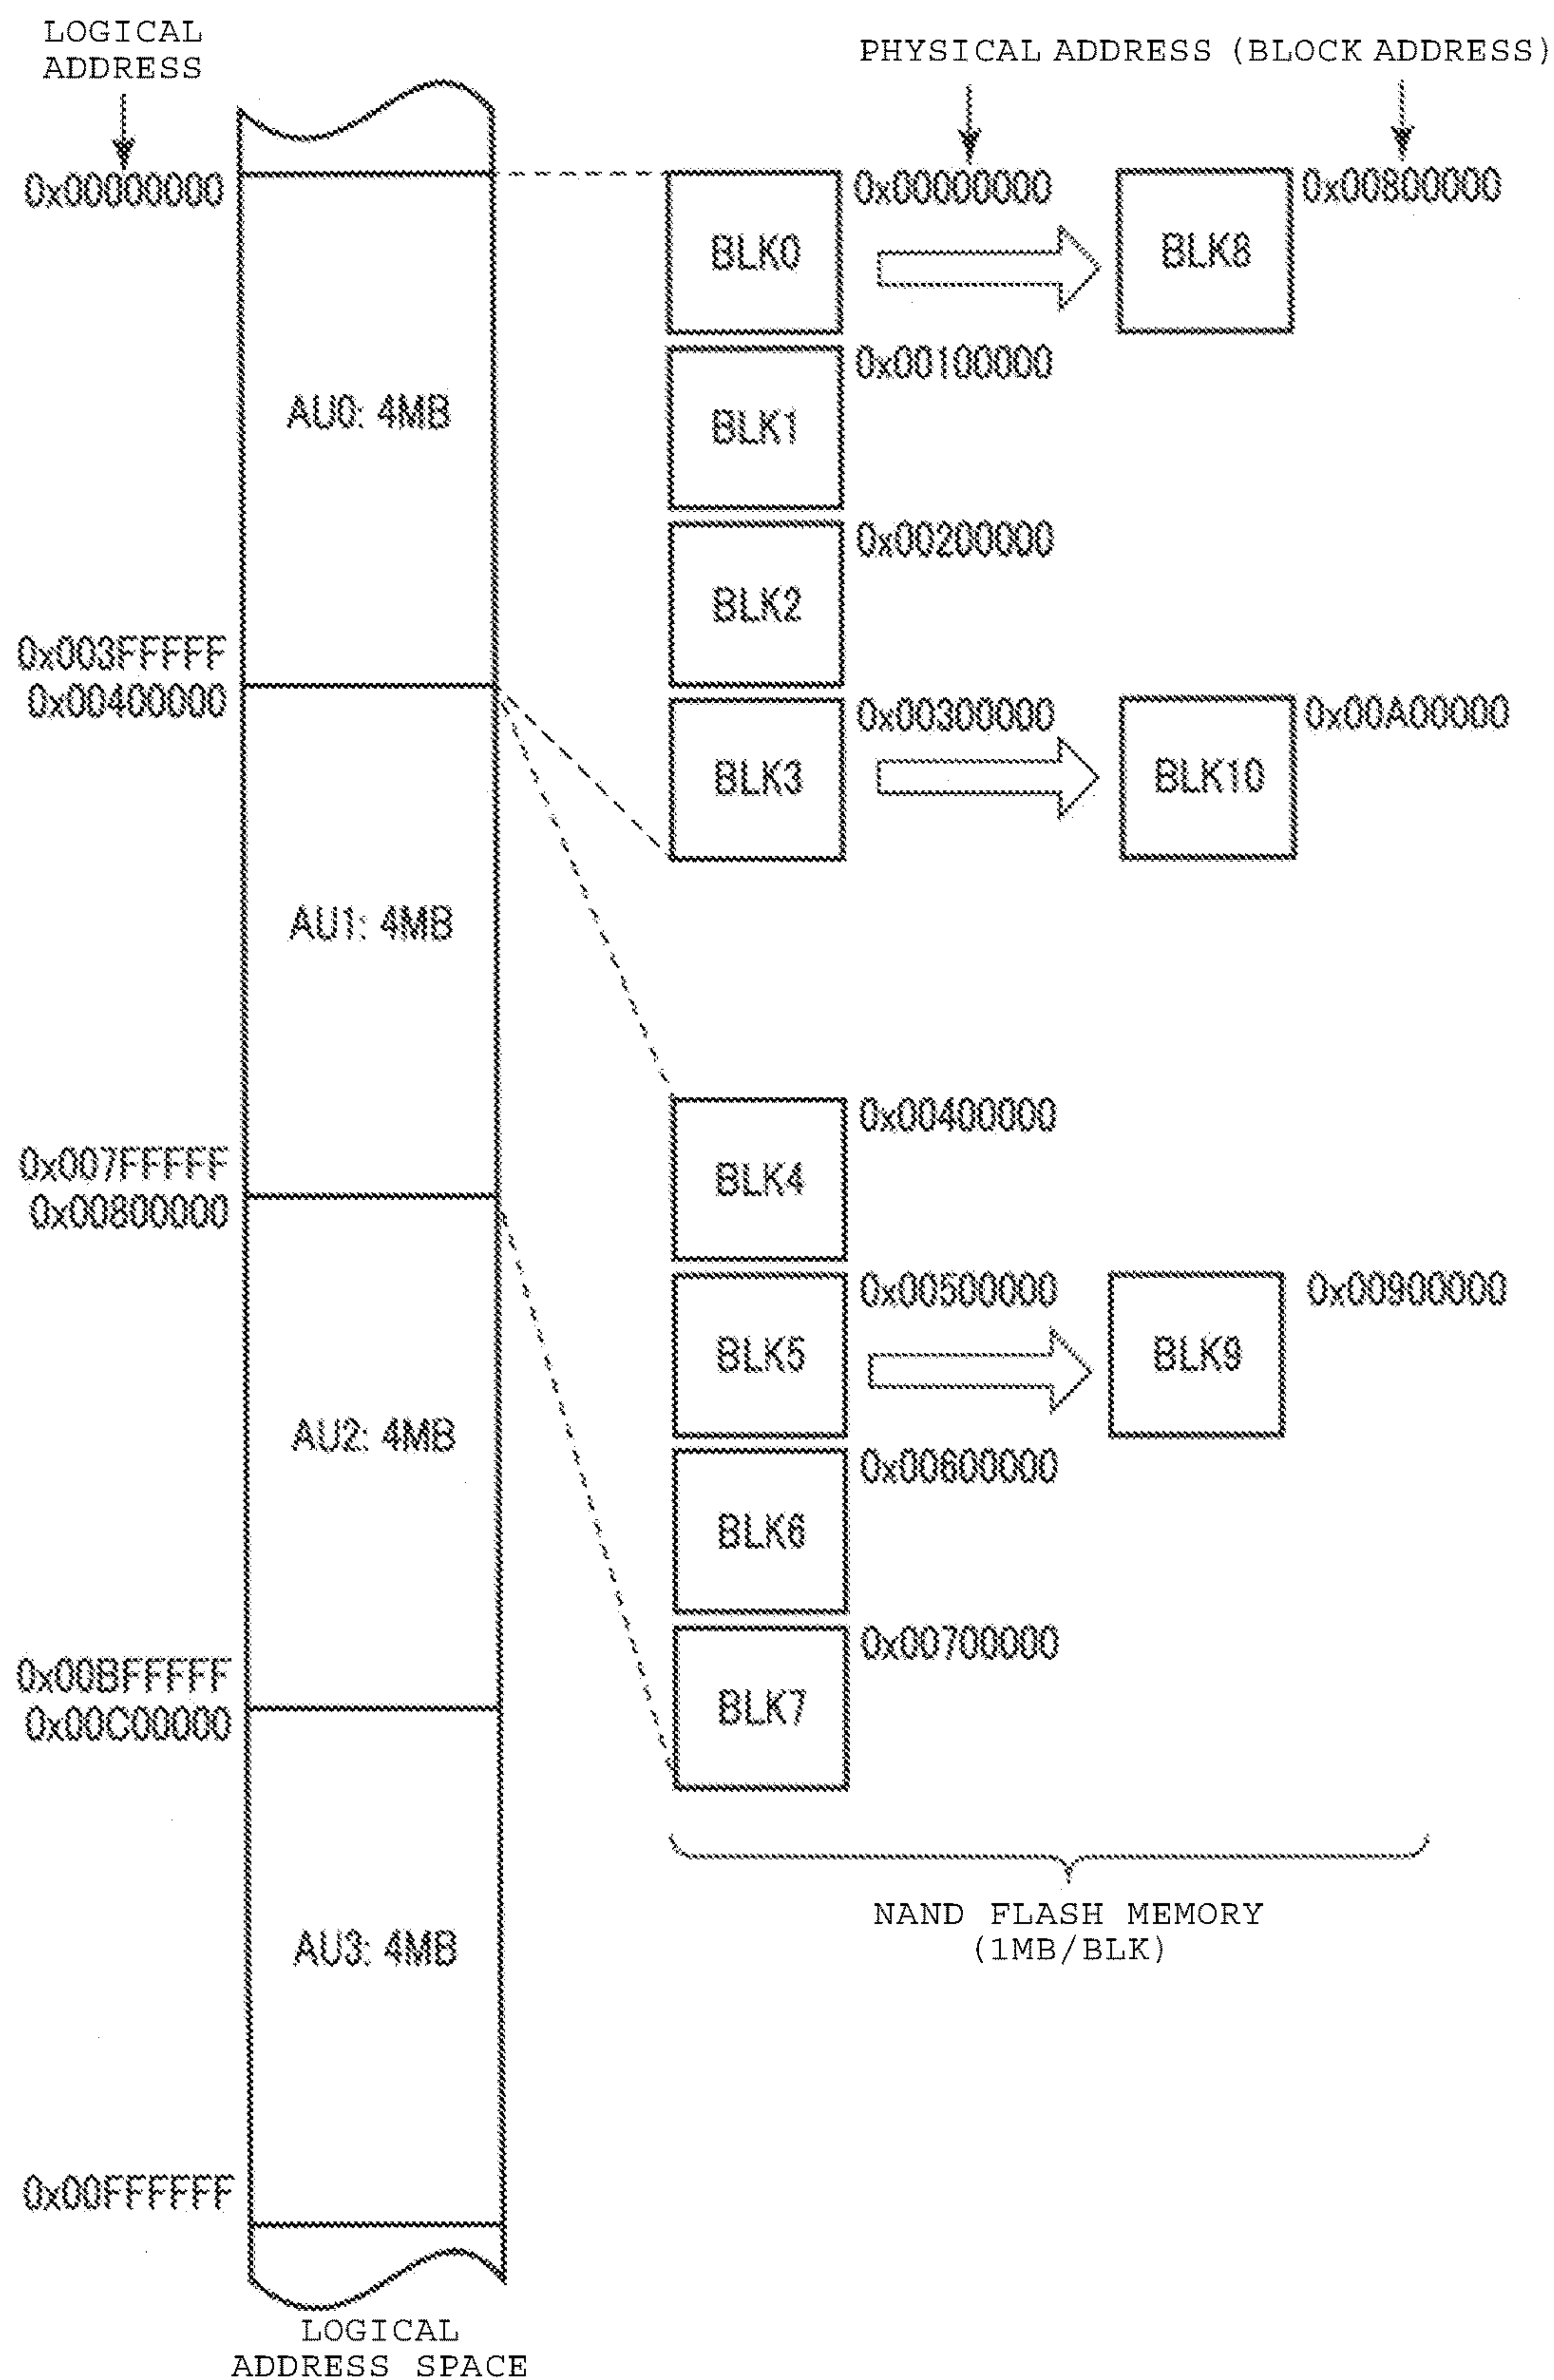 LOGICAL
ADDRESS
PHYSICAL ADDRESS (BLOCK ADDRESS)
0x00000000
AU0: 4MB
0x003FFFFF
0x00400000
AU1: 4MB
0x007FFFFF
0x00800000
AU2: 4MB
0x00BFFFFF
0x00C00000
AU3: 4MB
0x00FFFFFF
LOGICAL
ADDRESS SPACE
BLK0
0x00000000
BLK8
0x00800000
BLK1
0x00100000
BLK2
0x00200000
BLK3
0x00300000
BLK10
0x00A00000
BLK4
0x00400000
BLK5
0x00500000
BLK9
0x00900000
BLK6
0x00600000
BLK7
0x00700000
NAND FLASH MEMORY
(1MB/BLK)